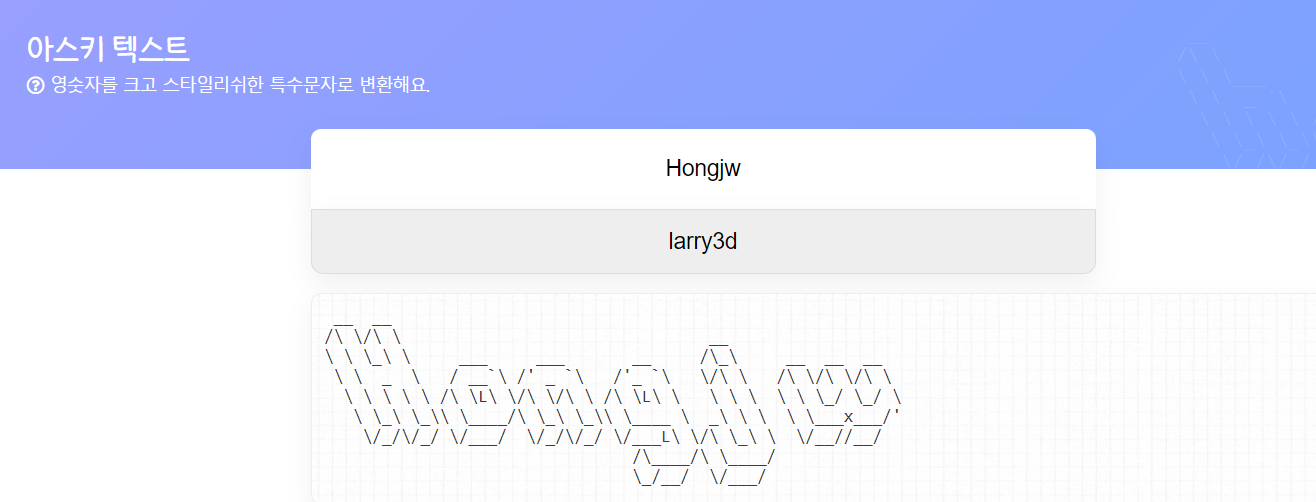 아스키 텍스트
영숫자를 크고 스타일리쉬한 특수문자로 변환해요.
Hongjw
larry3d
 __  __
/\ \/\ \                                __
\ \ \_\ \     ___     ___       __     /\_\     __  __  __
 \ \  _  \   / __`\ /' _ `\   /'_ `\   \/\ \   /\ \/\ \/\ \
  \ \ \ \ \ /\ \L\ \/\ \/\ \ /\ \L\ \   \ \ \  \ \ \_/ \_/ \
   \ \_\ \_\\ \____/\ \_\ \_\\ \____ \  _\ \ \  \ \___x___/'
    \/_/\/_/ \/___/  \/_/\/_/ \/___L\ \/\ \_\ \  \/__//__/
                                /\____/\ \____/
                                \_/__/  \/___/